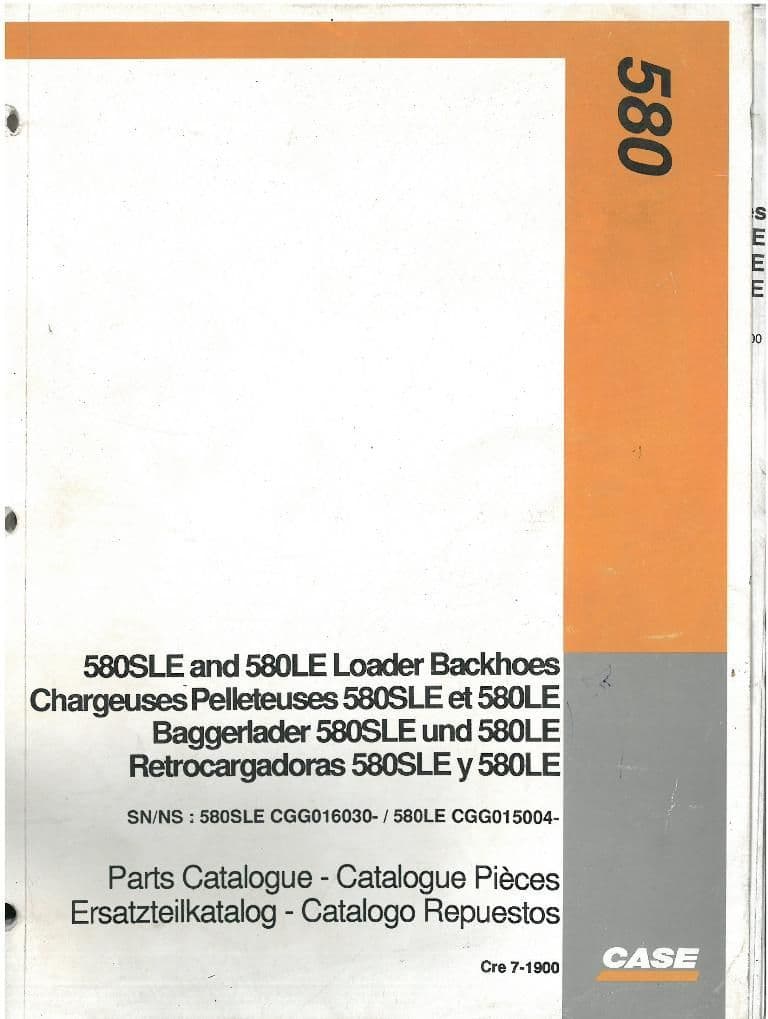 580
580SLE and 580LE Loader Backhoes
Chargeuses Pelleteuses 580SLE et 580LE
Baggerlader 580SLE und 580LE
Retrocargadoras 580SLE y 580LE
SN/NS : 580SLE CGG016030- / 580LE CGG015004-
Parts Catalogue - Catalogue Pièces
Ersatzteilkatalog - Catalogo Repuestos
Cre 7-1900
CASE